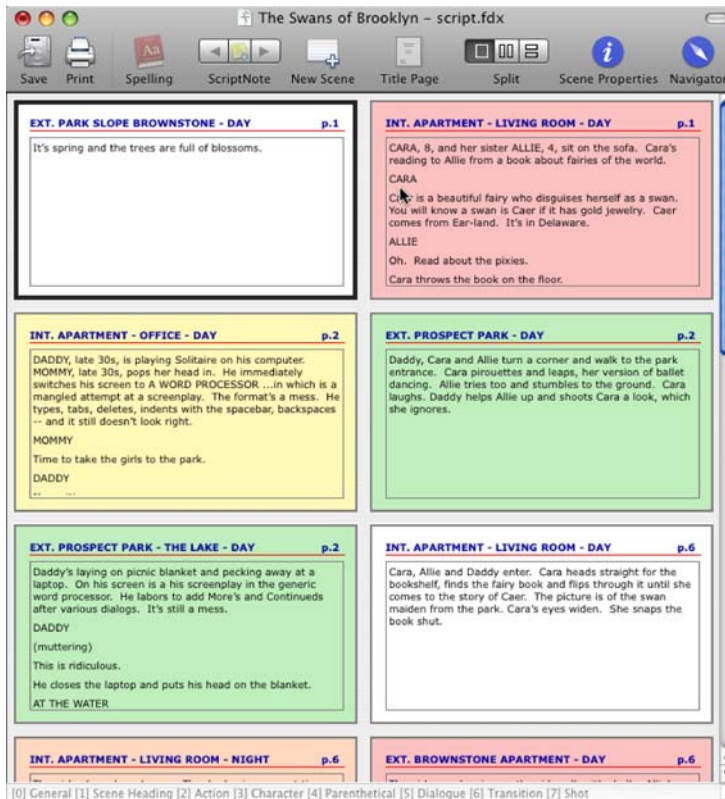 The Swans of Brooklyn – script.fdx
Save Print Spelling ScriptNote New Scene Title Page Split Scene Properties Navigator
EXT. PARK SLOPE BROWNSTONE - DAY p.1
It's spring and the trees are full of blossoms.
INT. APARTMENT - LIVING ROOM - DAY p.1
CARA, 8, and her sister ALLIE, 4, sit on the sofa. Cara's
reading to Allie from a book about fairies of the world.
CARA
is a beautiful fairy who disguises herself as a swan.
You will know a swan is Caer if it has gold jewelry. Caer
comes from Ear-land. It's in Delaware.
ALLIE
Oh. Read about the pixies.
Cara throws the book on the floor.
INT. APARTMENT - OFFICE - DAY p.2
DADDY, late 30s, is playing Solitaire on his computer.
MOMMY, late 30s, pops her head in. He immediately
switches his screen to A WORD PROCESSOR ...in which is a
mangled attempt at a screenplay. The format's a mess. He
types, tabs, deletes, indents with the spacebar, backspaces
-- and it still doesn't look right.
MOMMY
Time to take the girls to the park.
DADDY
EXT. PROSPECT PARK - DAY p.2
Daddy, Cara and Allie turn a corner and walk to the park
entrance. Cara pirouettes and leaps, her version of ballet
dancing. Allie tries too and stumbles to the ground. Cara
laughs. Daddy helps Allie up and shoots Cara a look, which
she ignores.
EXT. PROSPECT PARK - THE LAKE - DAY p.2
Daddy's laying on picnic blanket and pecking away at a
laptop. On his screen is a his screenplay in the generic
word processor. He labors to add More's and Continueds
after various dialogs. It's still a mess.
DADDY
(muttering)
This is ridiculous.
He closes the laptop and puts his head on the blanket.
AT THE WATER
INT. APARTMENT - LIVING ROOM - DAY p.6
Cara, Allie and Daddy enter. Cara heads straight for the
bookshelf, finds the fairy book and flips through it until she
comes to the story of Caer. The picture is of the swan
maiden from the park. Cara's eyes widen. She snaps the
book shut.
INT. APARTMENT - LIVING ROOM - NIGHT p.6
EXT. BROWNSTONE APARTMENT - DAY p.6
[0] General [1] Scene Heading [2] Action [3] Character [4] Parenthetical [5] Dialogue [6] Transition [7] Shot